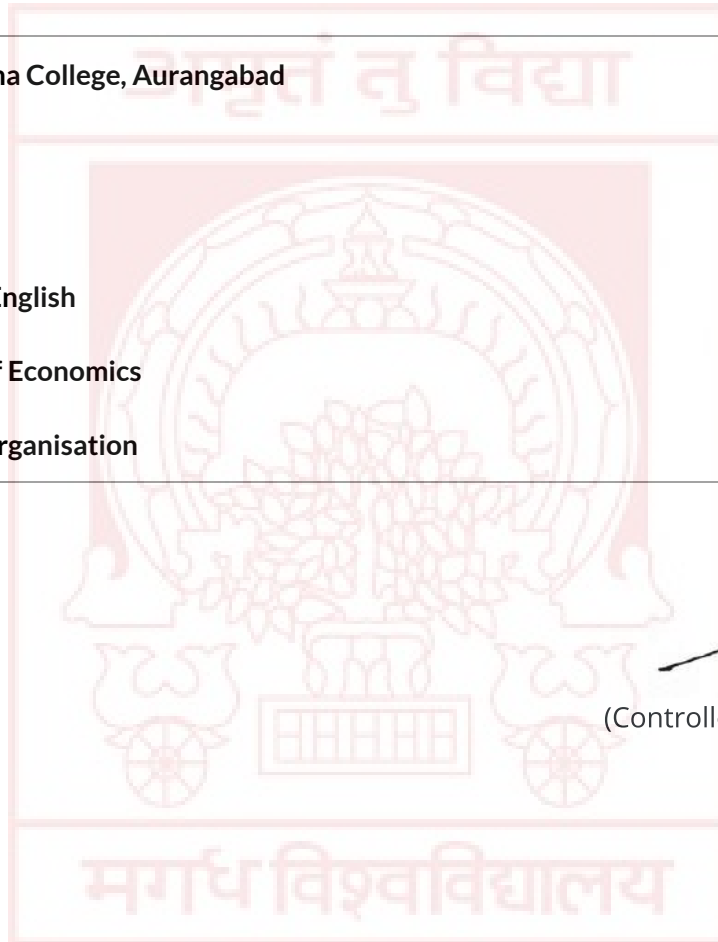 अमृतं तु विद्या
na College, Aurangabad
English
f Economics
rganisation
(Controll
मगध विश्वविद्यालय